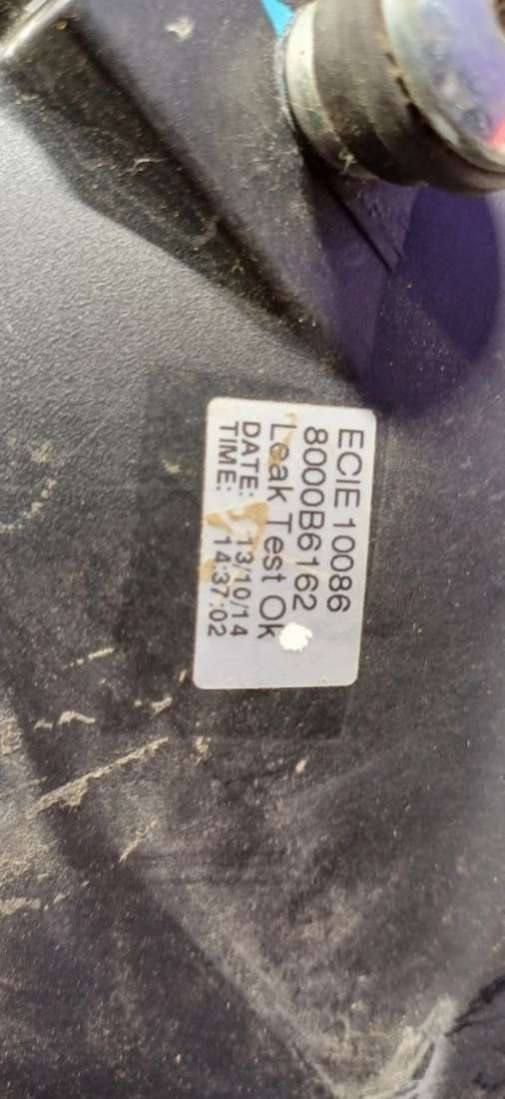 ECIE 10086
8000B6162
Leak Test Ok
DATE: 13/10/14
TIME: 14:37:02